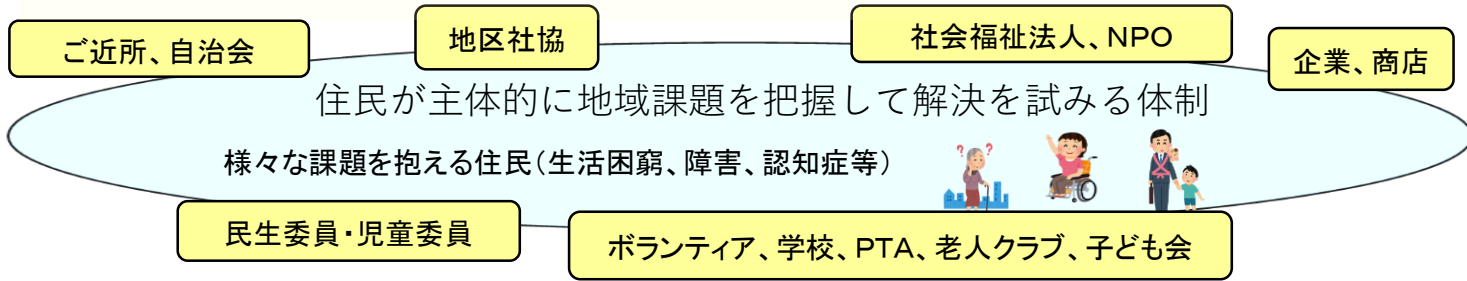 ご近所、自治会
地区社協
社会福祉法人、NPO
企業、商店
住民が主体的に地域課題を把握して解決を試みる体制
様々な課題を抱える住民(生活困窮、障害、認知症等)
? ?
民生委員・児童委員
ボランティア、学校、PTA、老人クラブ、子ども会